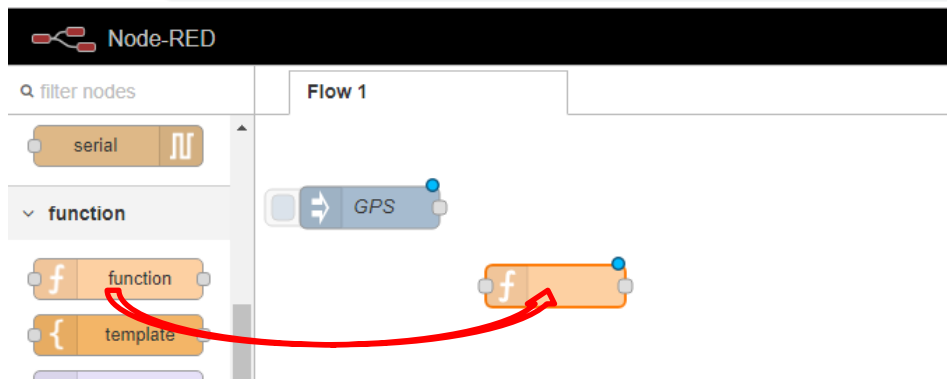 Node-RED
filter nodes
Flow 1
serial
function
GPS
function
template